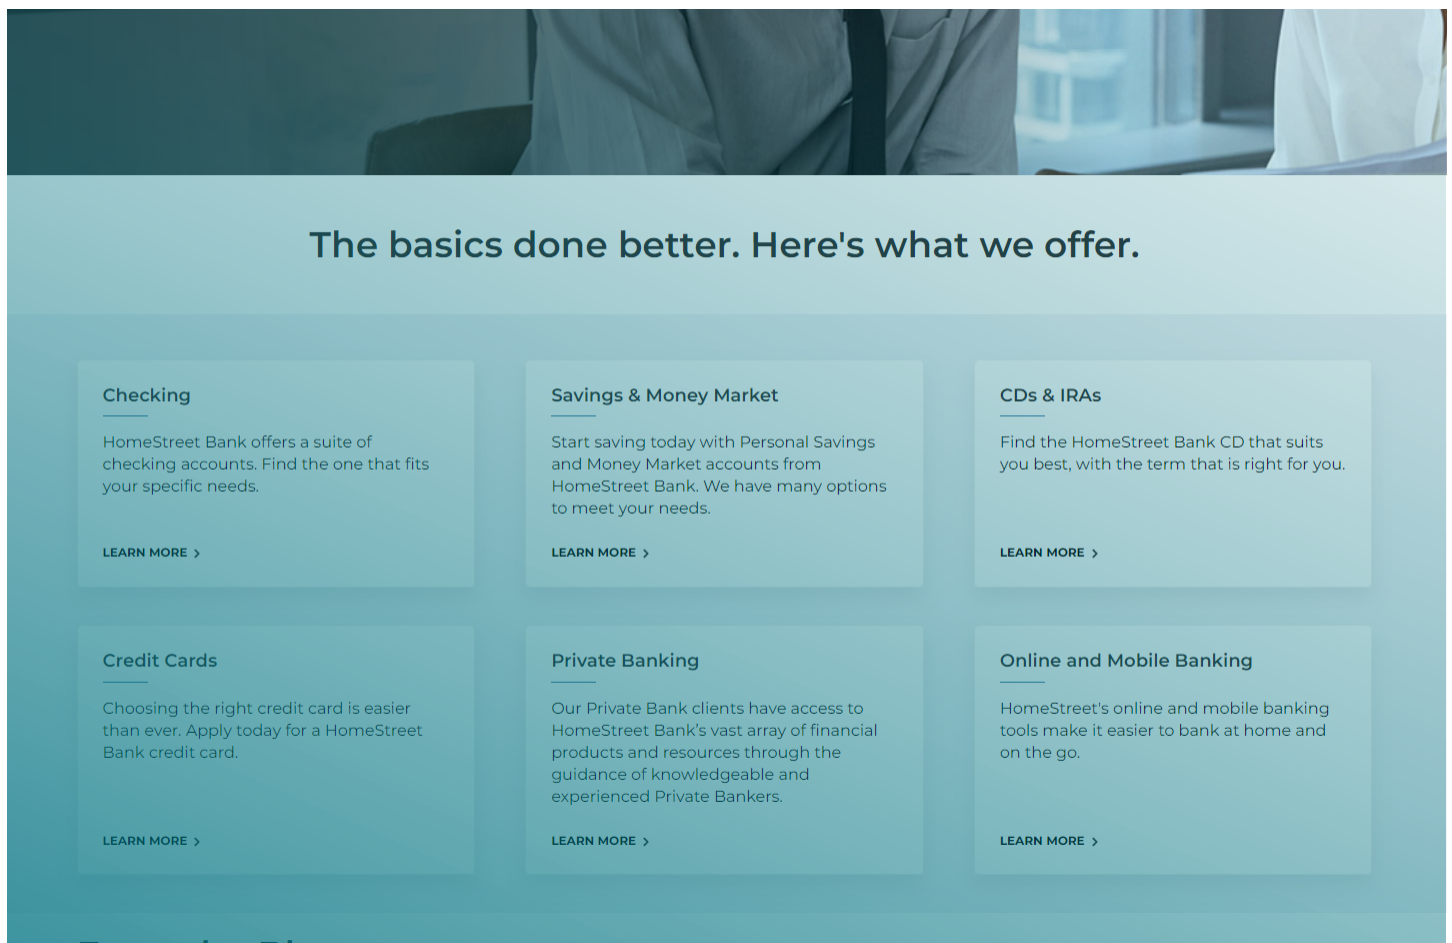 The basics done better. Here's what we offer.
Checking
HomeStreet Bank offers a suite of
checking accounts. Find the one that fits
your specific needs.
LEARN MORE
Savings & Money Market
Start saving today with Personal Savings
and Money Market accounts from
HomeStreet Bank. We have many options
to meet your needs.
LEARN MORE
CDs & IRAs
Find the HomeStreet Bank CD that suits
you best, with the term that is right for you.
LEARN MORE
Credit Cards
Choosing the right credit card is easier
than ever. Apply today for a HomeStreet
Bank credit card.
LEARN MORE
Private Banking
Our Private Bank clients have access to
HomeStreet Bank’s vast array of financial
products and resources through the
guidance of knowledgeable and
experienced Private Bankers.
LEARN MORE
Online and Mobile Banking
HomeStreet's online and mobile banking
tools make it easier to bank at home and
on the go.
LEARN MORE